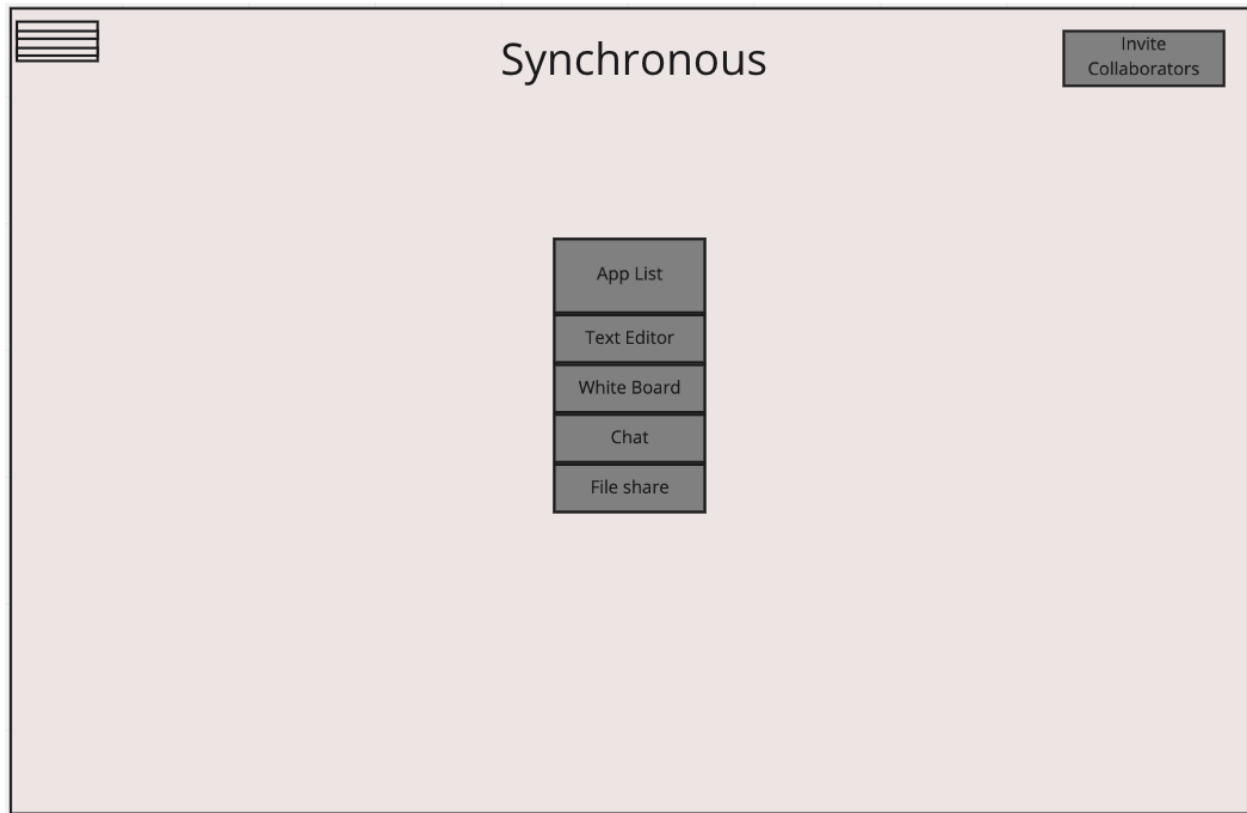 Synchronous
Invite
Collaborators
App List
Text Editor
White Board
Chat
File share